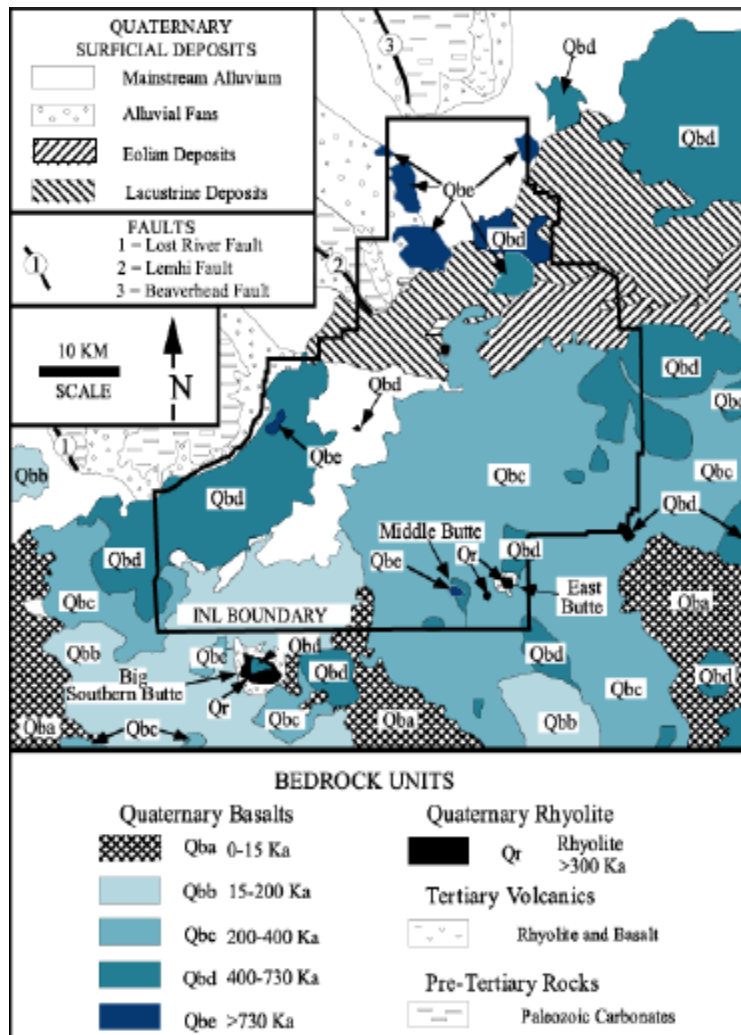 QUATERNARY
SURFICIAL DEPOSITS
Mainstream Alluvium
Alluvial Fans
Eolian Deposits
Lacustrine Deposits
FAULTS
1
1 = Lost River Fault
2 = Lemhi Fault
3 = Beaverhead Fault
10 KM
SCALE
N
3
Qbd
Qbd
Qbe
Qbd
2
Qbd
Qbd
Qbc
1
Qbb
Qbe
Qbc
Qbc
Qbd
Qbd
Middle Butte
Qbd
Qbe
Qr
Qbd
East
Butte
Qba
Qbc
INL BOUNDARY
Qbb
Qbc
Qbd
Qbd
Qbd
Qbc
Qbd
Big
Southern Butte
Qr
Qbc
Qba
Qbc
Qba
Qbb
BEDROCK UNITS
Quaternary Basalts
Qba 0-15 Ka
Qbb 15-200 Ka
Qbc 200-400 Ka
Qbd 400-730 Ka
Qbe >730 Ka
Quaternary Rhyolite
Qr Rhyolite
>300 Ka
Tertiary Volcanics
Rhyolite and Basalt
Pre-Tertiary Rocks
Paleozoic Carbonates